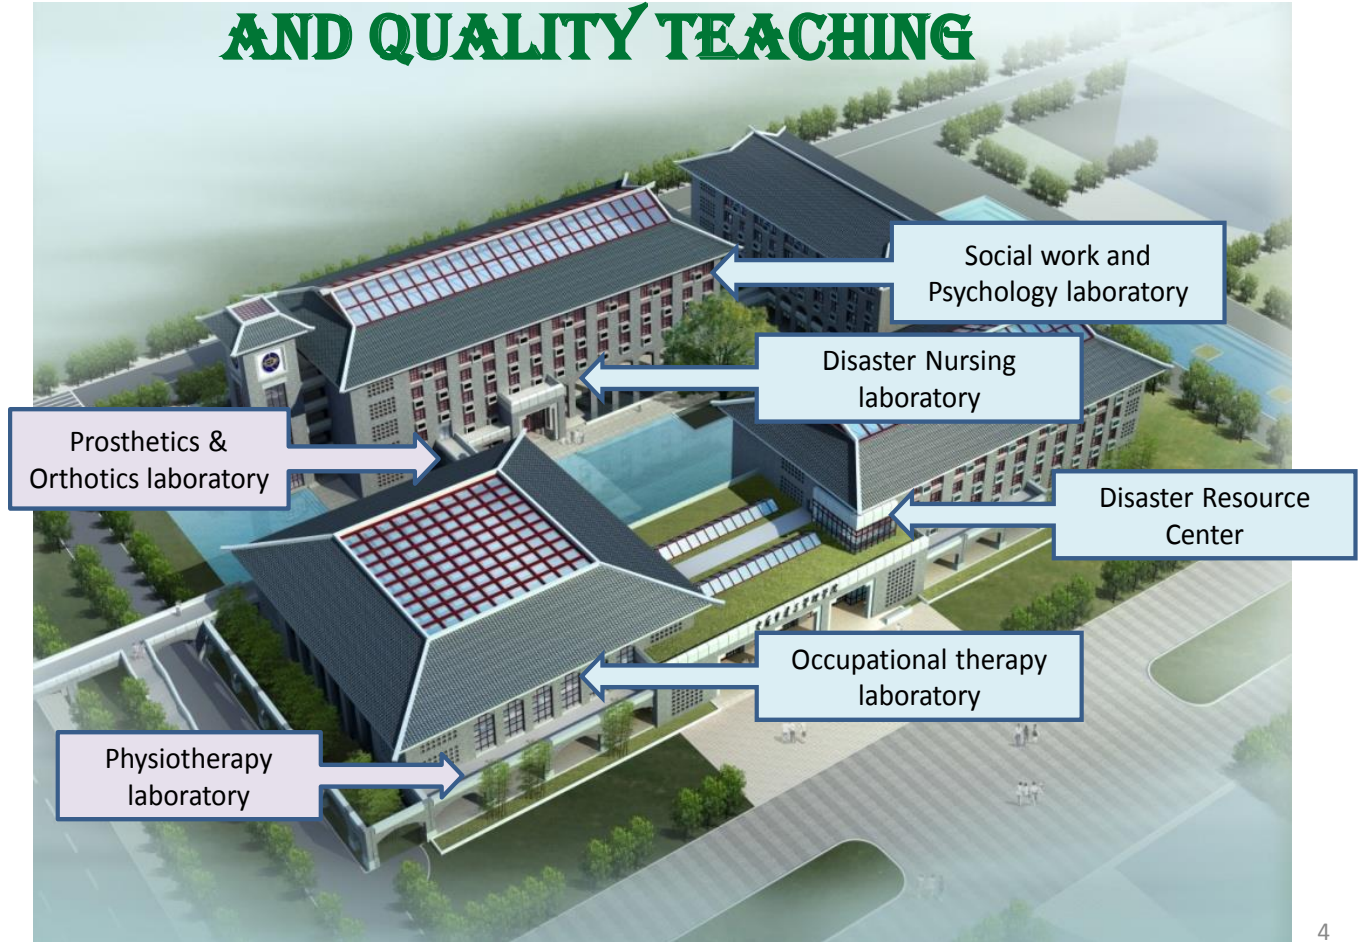 AND QUALITY TEACHING
Social work and
Psychology laboratory
Disaster Nursing
laboratory
Prosthetics &
Orthotics laboratory
Disaster Resource
Center
Occupational therapy
laboratory
Physiotherapy
laboratory
4